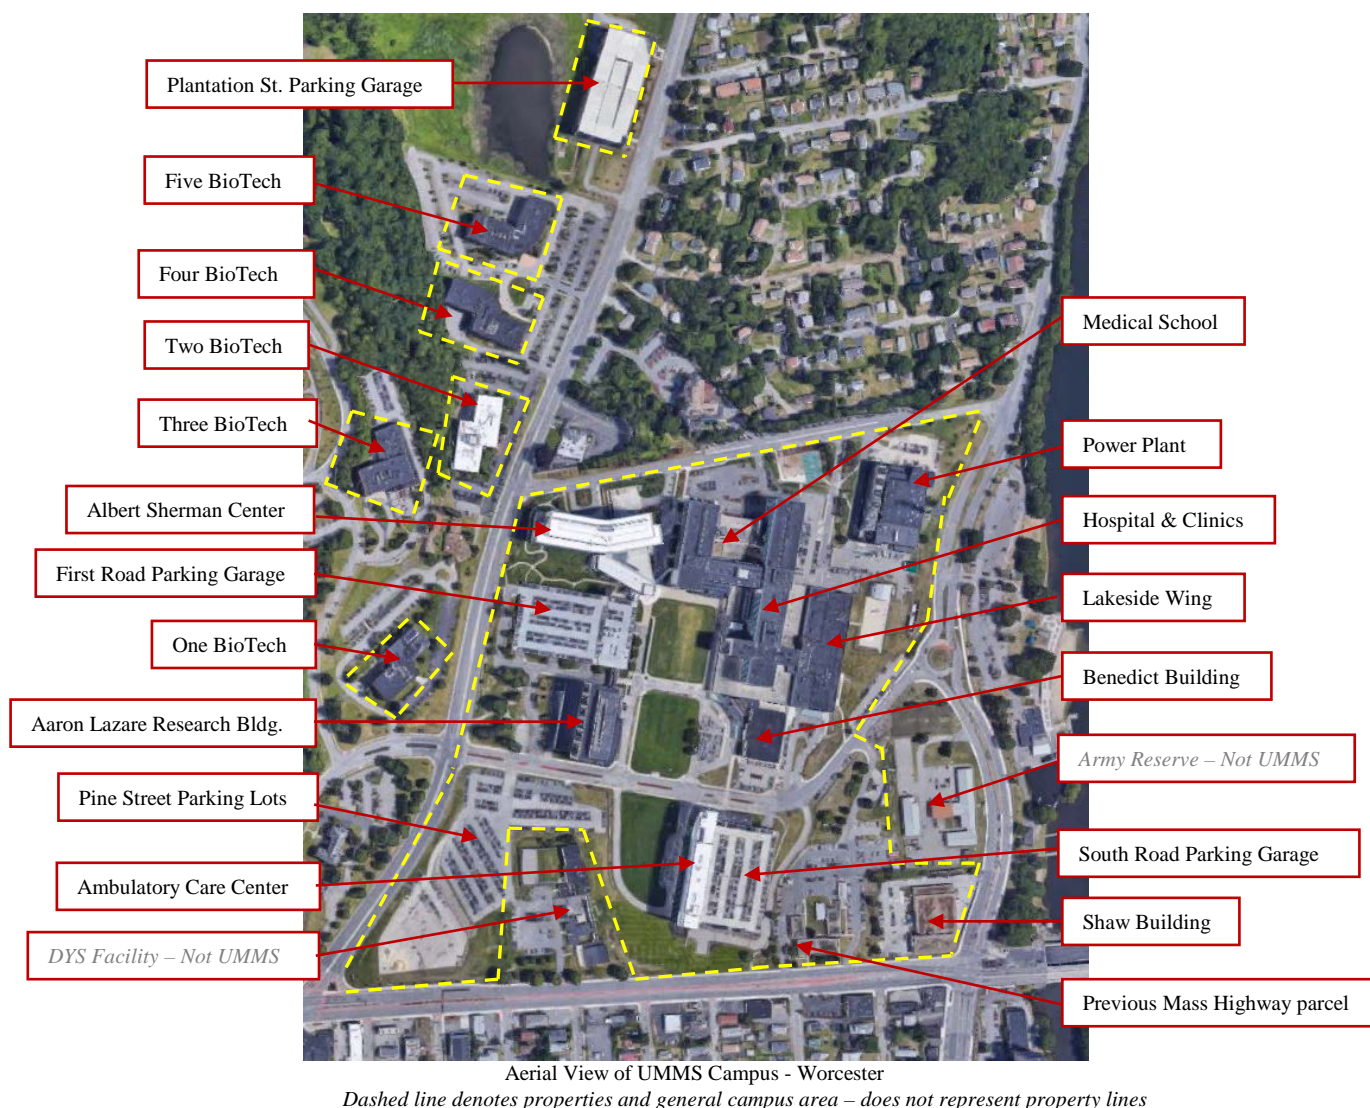 Plantation St. Parking Garage
Five BioTech
Four BioTech
Two BioTech
Three BioTech
Albert Sherman Center
First Road Parking Garage
One BioTech
Aaron Lazare Research Bldg.
Pine Street Parking Lots
Ambulatory Care Center
DYS Facility – Not UMMS
Medical School
Power Plant
Hospital & Clinics
Lakeside Wing
Benedict Building
Army Reserve – Not UMMS
South Road Parking Garage
Shaw Building
Previous Mass Highway parcel
Aerial View of UMMS Campus - Worcester
Dashed line denotes properties and general campus area – does not represent property lines